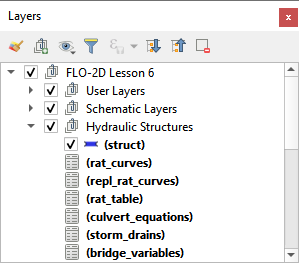 Layers
FLO-2D Lesson 6
User Layers
Schematic Layers
Hydraulic Structures
(struct)
(rat_curves)
(repl_rat_curves)
(rat_table)
(culvert_equations)
(storm_drains)
(bridge_variables)